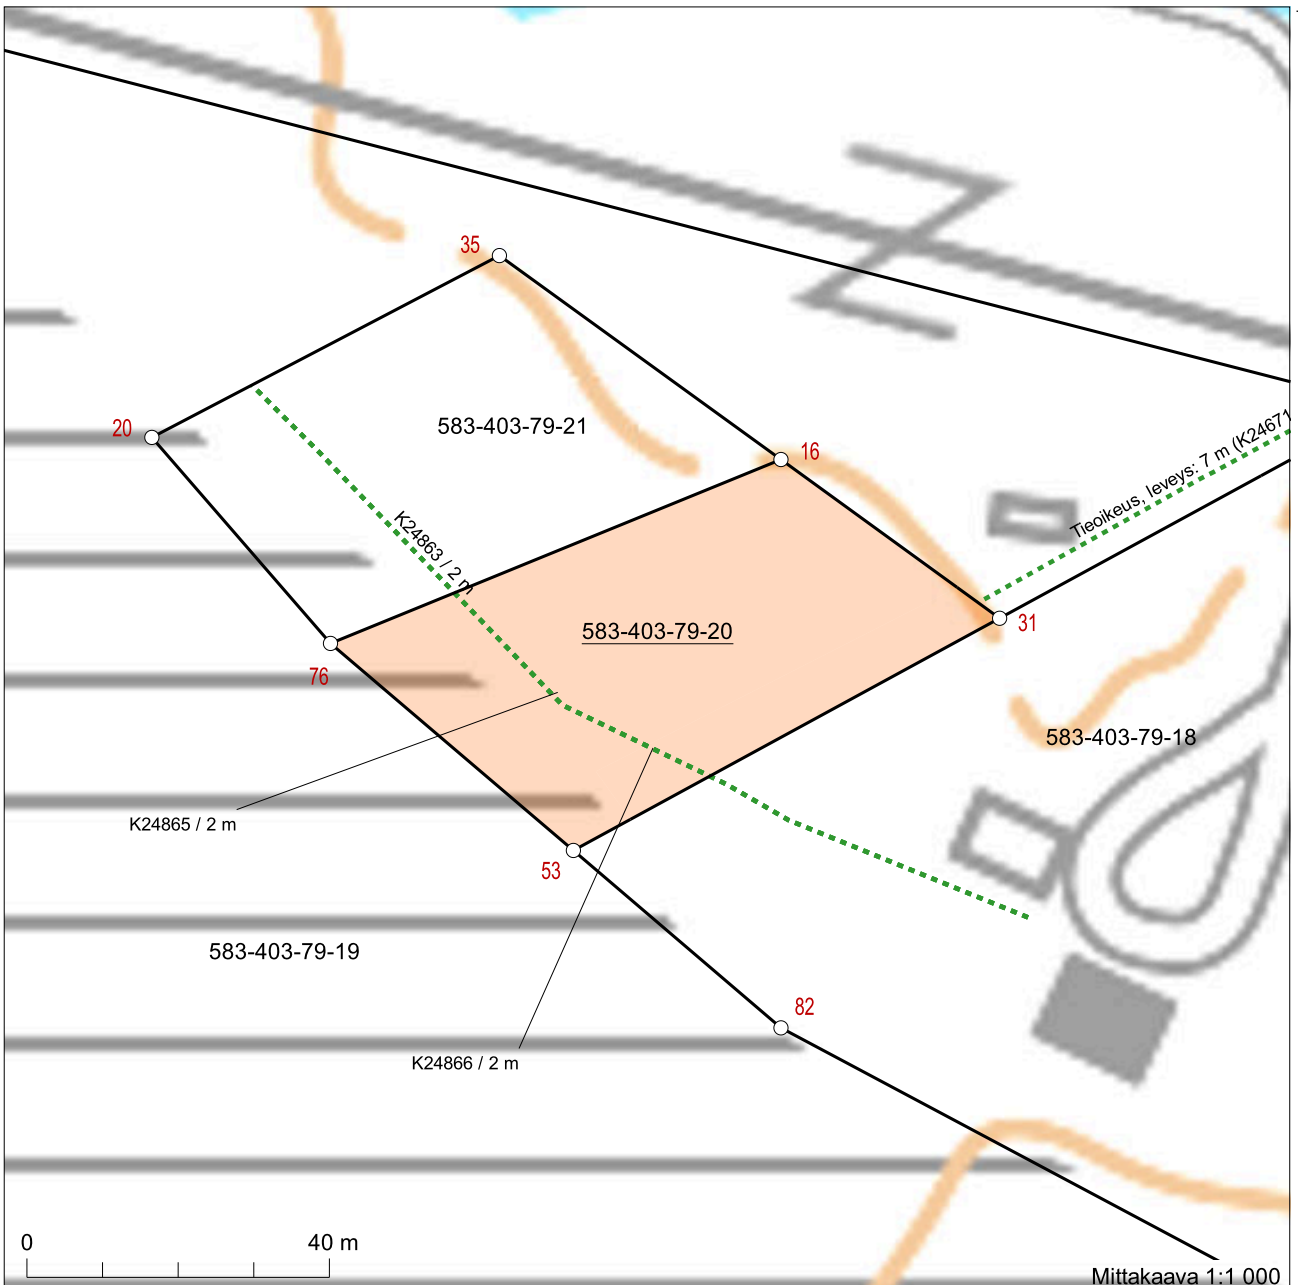 35
20
583-403-79-21
16
Tieoikeus, leveys: 7 m (K24671
K24863 / 2 m
583-403-79-20
31
76
583-403-79-18
K24865 / 2 m
53
583-403-79-19
82
K24866 / 2 m
0
40 m
Mittakaava 1:1 000